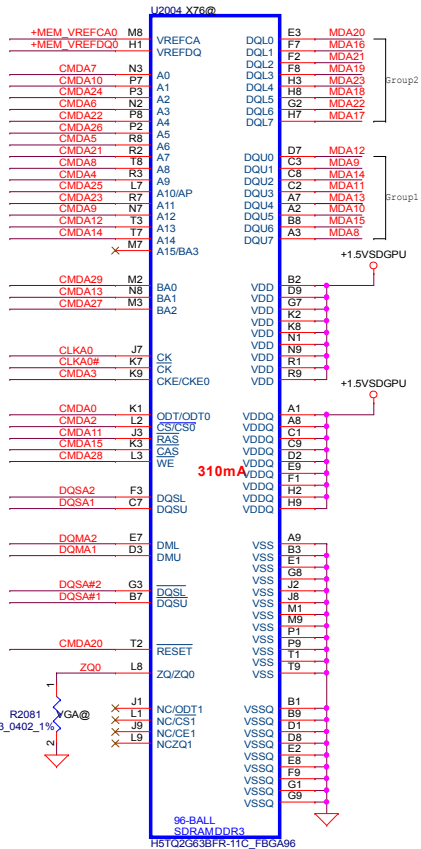 U2004 X76@
+MEM_VREFCA0 M8 VREFCA
+MEM_VREFDQ0 H1 VREFDQ
CMDA7 N3 A0
CMDA10 P7 A1
CMDA24 P3 A2
CMDA6 N2 A3
CMDA22 P8 A4
CMDA26 P2 A5
CMDA5 R8 A6
CMDA21 R2 A7
CMDA8 T8 A8
CMDA4 R3 A9
CMDA25 L7 A10/AP
CMDA23 R7 A11
CMDA9 N7 A12
CMDA12 T3 A13
CMDA14 T7 A14
M7 A15/BA3
CMDA29 M2 BA0
CMDA13 N8 BA1
CMDA27 M3 BA2
CLKA0 J7 CK
CLKA0# K7 CK
CMDA3 K9 CKE/CKE0
CMDA0 K1 ODT/ODT0
CMDA2 L2 CS/CS0
CMDA11 J3 RAS
CMDA15 K3 CAS
CMDA28 L3 WE
310mA
DQSA2 F3 DQSL
DQSA1 C7 DQSU
DQMA2 E7 DML
DQMA1 D3 DMU
DQSA#2 G3 DQSL
DQSA#1 B7 DQSU
CMDA20 T2 RESET
ZQ0 L8 ZQ/ZQ0
1
R2081 VGA@
_0402_1%
2
J1 NC/ODT1
L1 NC/CS1
J9 NC/CE1
L9 NCZQ1
DQL0 E3 MDA20
DQL1 F7 MDA16
DQL2 F2 MDA21
DQL3 F8 MDA19
DQL4 H3 MDA23
DQL5 H8 MDA18
DQL6 G2 MDA22
DQL7 H7 MDA17
Group2
DQU0 D7 MDA12
DQU1 C3 MDA9
DQU2 C8 MDA14
DQU3 C2 MDA11
DQU4 A7 MDA13
DQU5 A2 MDA10
DQU6 B8 MDA15
DQU7 A3 MDA8
Group1
+1.5VSDGPU
VDD B2
VDD D9
VDD G7
VDD K2
VDD K8
VDD N1
VDD N9
VDD R1
VDD R9
+1.5VSDGPU
VDDQ A1
VDDQ A8
VDDQ C1
VDDQ C9
VDDQ D2
VDDQ E9
VDDQ F1
VDDQ H2
VDDQ H9
VSS A9
VSS B3
VSS E1
VSS G8
VSS J2
VSS J8
VSS M1
VSS M9
VSS P1
VSS P9
VSS T1
VSS T9
VSSQ B1
VSSQ B9
VSSQ D1
VSSQ D8
VSSQ E2
VSSQ E8
VSSQ F9
VSSQ G1
VSSQ G9
96-BALL
SDRAMDDR3
H5TQ2G63BFR-11C_FBGA96